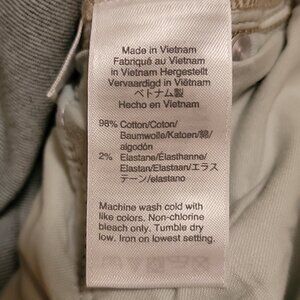 Made in Vietnam
Fabriqué au Vietnam
in Vietnam Hergestellt
Vervaardigd in Viêtnam
ベトナム製
Hecho en Vietnam
98% Cotton/Coton/
Baumwolle/Katoen/綿/
algodón
2% Elastane/Élasthanne/
Elastan/Elastaan/エラス
テーン/elastano
Machine wash cold with
like colors. Non-chlorine
bleach only. Tumble dry
low. Iron on lowest setting.